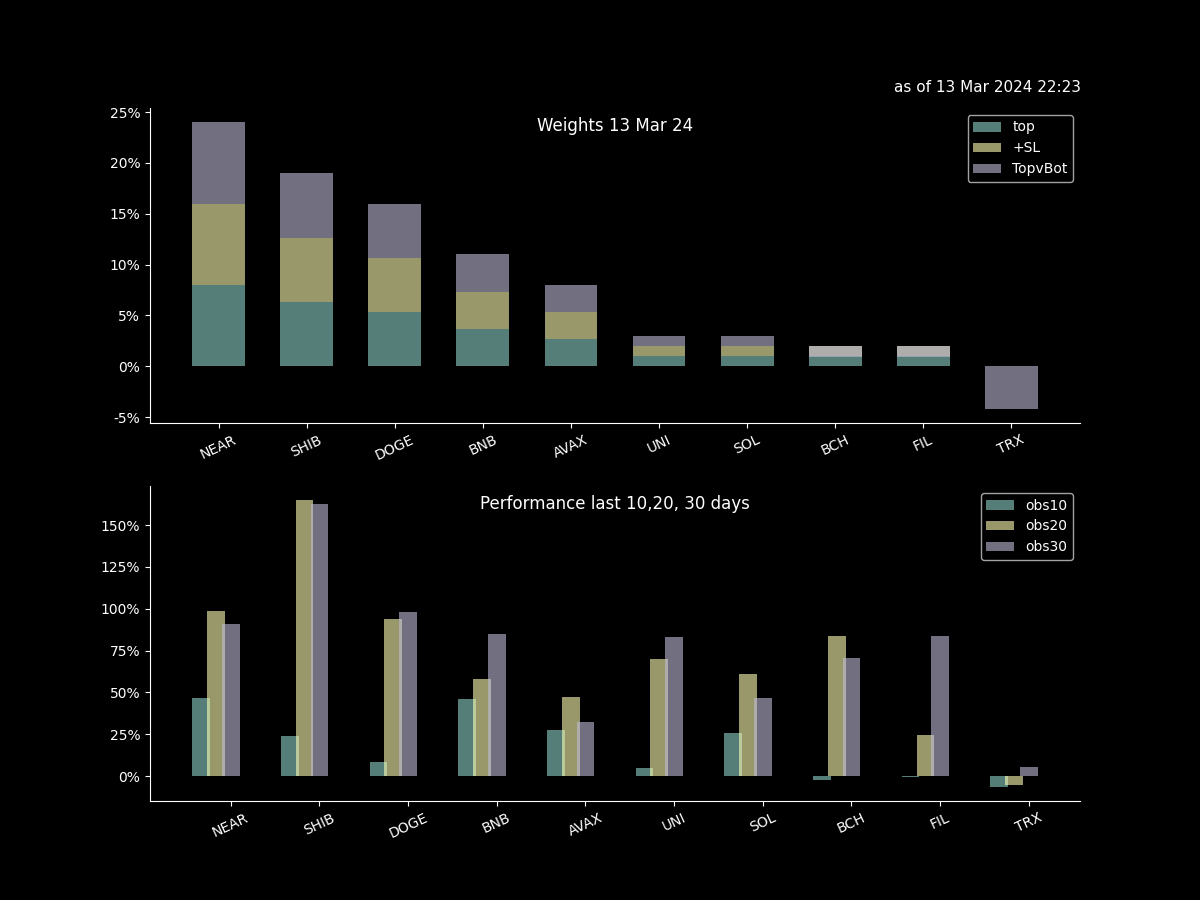 as of 13 Mar 2024 22:23
Weights 13 Mar 24
25%
20%
15%
10%
5%
0%
-5%
top
+SL
TopvBot
NEAR SHIB DOGE BNB AVAX UNI SOL BCH FIL TRX
Performance last 10,20, 30 days
150%
125%
100%
75%
50%
25%
0%
obs10
obs20
obs30
NEAR SHIB DOGE BNB AVAX UNI SOL BCH FIL TRX